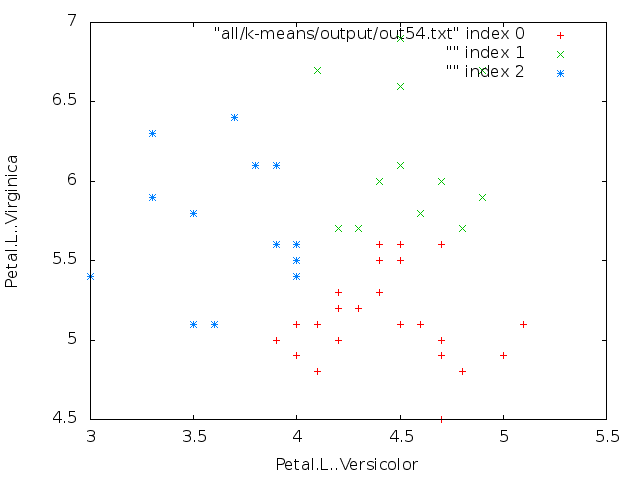 "all/k-means/output/out54.txt" index 0
"" index 1
"" index 2
7
6.5
6
5.5
5
4.5
3
3.5
4
4.5
5
5.5
Petal.L..Virginica
Petal.L..Versicolor